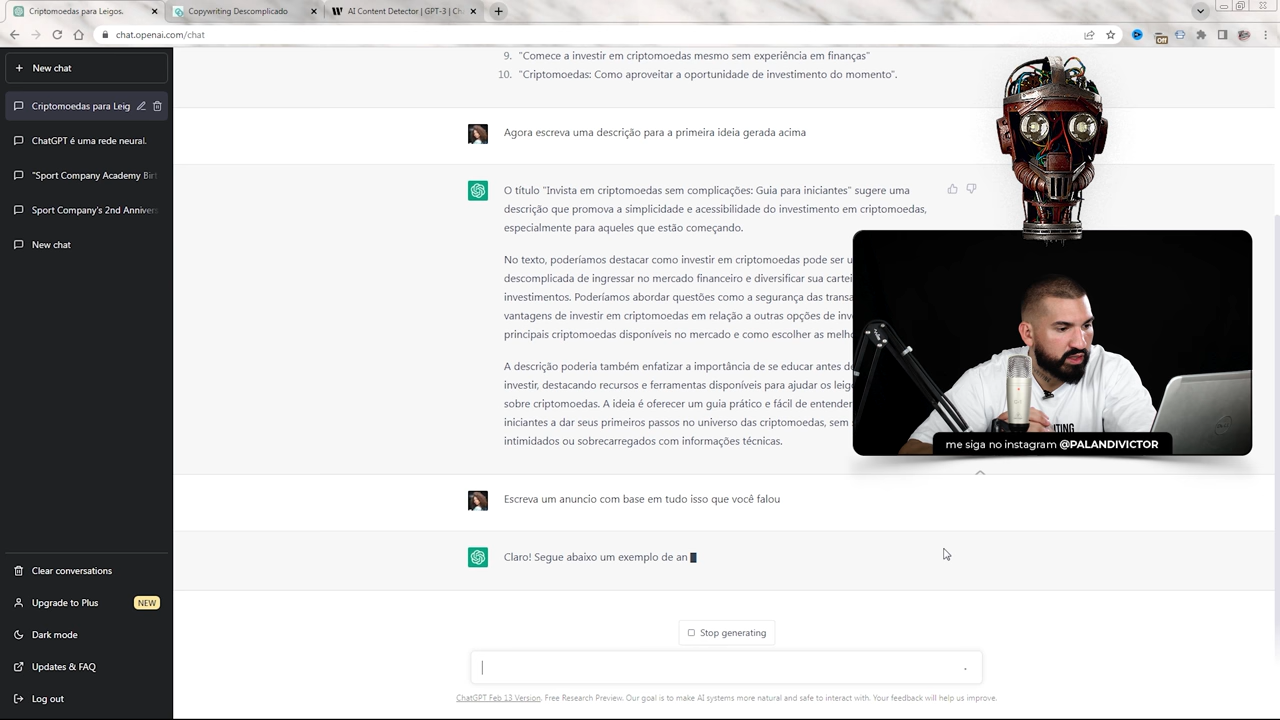 Criptomoedas para Leigos.
Copywriting Descomplicado
AI Content Detector | GPT-3 | Ch
chat.openai.com/chat
Off
New chat
Criptomoedas para Leig
ChatGPT é uma rede neural.
"Sport Company Academy Birt
Sport Company's 2nd Annivers
New chat
9. "Comece a investir em criptomoedas mesmo sem experiência em finanças"
10. "Criptomoedas: Como aproveitar a oportunidade de investimento do momento".
Agora escreva uma descrição para a primeira ideia gerada acima
O título "Invista em criptomoedas sem complicações: Guia para iniciantes" sugere uma
descrição que promova a simplicidade e acessibilidade do investimento em criptomoedas,
especialmente para aqueles que estão começando.
No texto, poderíamos destacar como investir em criptomoedas pode ser u
descomplicada de ingressar no mercado financeiro e diversificar sua cartei
investimentos. Poderíamos abordar questões como a segurança das transa
vantagens de investir em criptomoedas em relação a outras opções de inv
principais criptomoedas disponíveis no mercado e como escolher as melho
A descrição poderia também enfatizar a importância de se educar antes de
investir, destacando recursos e ferramentas disponíveis para ajudar os leig
sobre criptomoedas. A ideia é oferecer um guia prático e fácil de entender
iniciantes a dar seus primeiros passos no universo das criptomoedas, sem
intimidados ou sobrecarregados com informações técnicas.
me siga no instagram @PALANDIVICTOR
Escreva um anuncio com base em tudo isso que você falou
Claro! Segue abaixo um exemplo de an
Stop generating
Clear conversations
Upgrade to Plus NEW
Dark mode
Updates & FAQ
Log out
ChatGPT Feb 13 Version. Free Research Preview. Our goal is to make AI systems more natural and safe to interact with. Your feedback will help us improve.